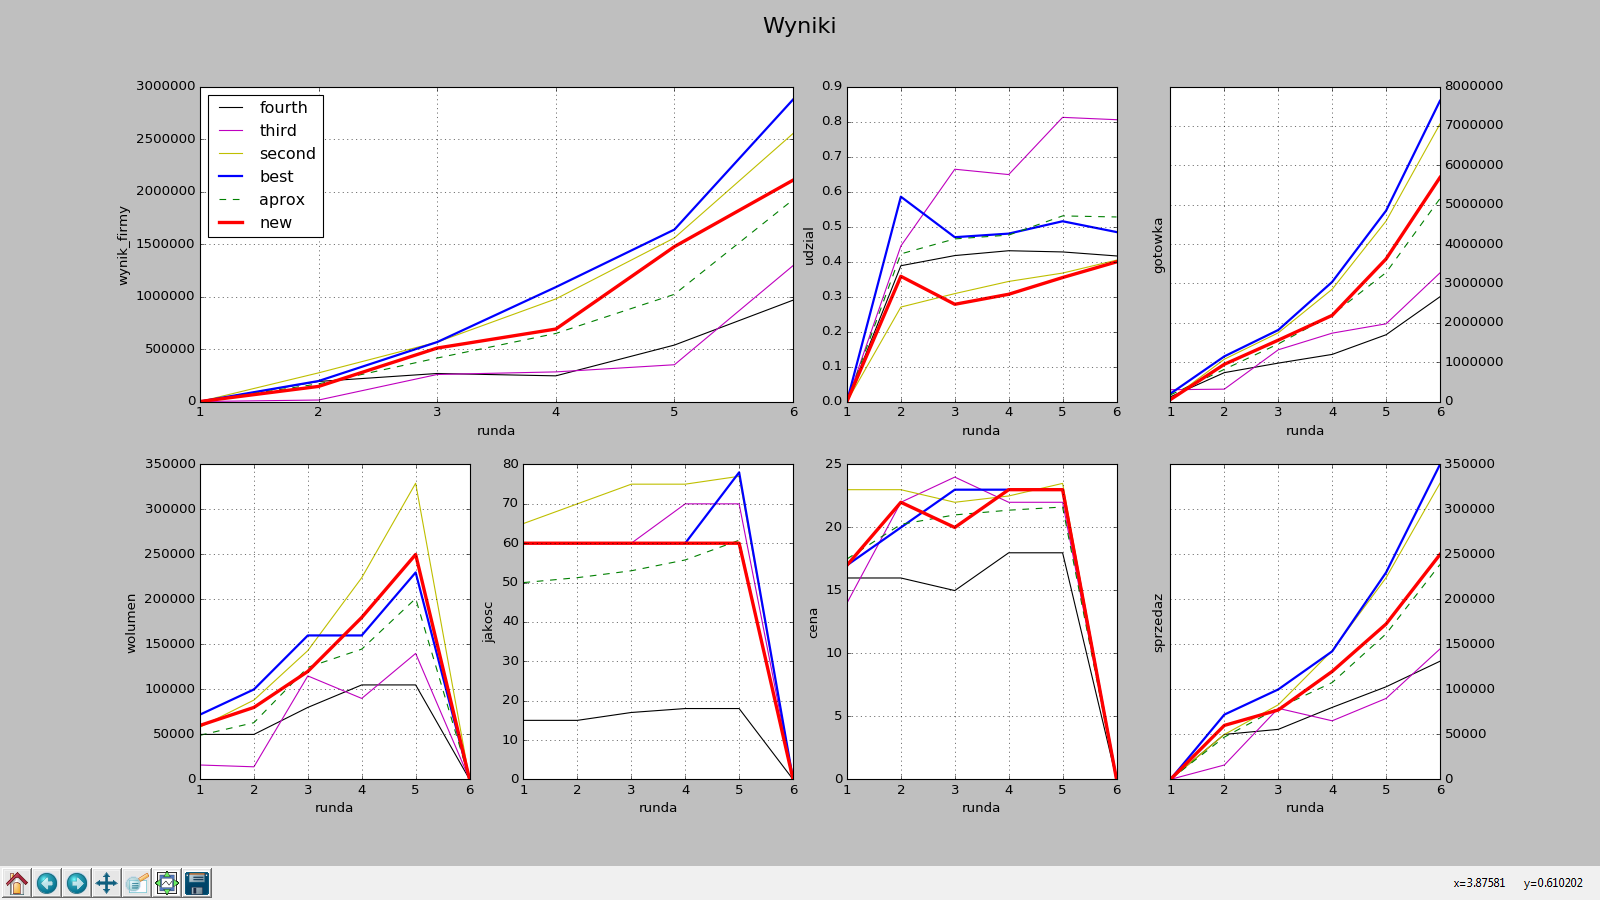 Wyniki
3000000
2500000
2000000
1500000
1000000
500000
0
wynik_firmy
fourth
third
second
best
aprox
new
1 2 3 4 5 6
runda
0.9
0.8
0.7
0.6
0.5
0.4
0.3
0.2
0.1
0.0
udzial
1 2 3 4 5 6
runda
gotowka
8000000
7000000
6000000
5000000
4000000
3000000
2000000
1000000
0
1 2 3 4 5 6
runda
350000
300000
250000
200000
150000
100000
50000
0
wolumen
1 2 3 4 5 6
runda
80
70
60
50
40
30
20
10
0
jakosc
1 2 3 4 5 6
runda
25
20
15
10
5
0
cena
1 2 3 4 5 6
runda
sprzedaz
350000
300000
250000
200000
150000
100000
50000
0
1 2 3 4 5 6
runda
x=3.87581 y=0.610202